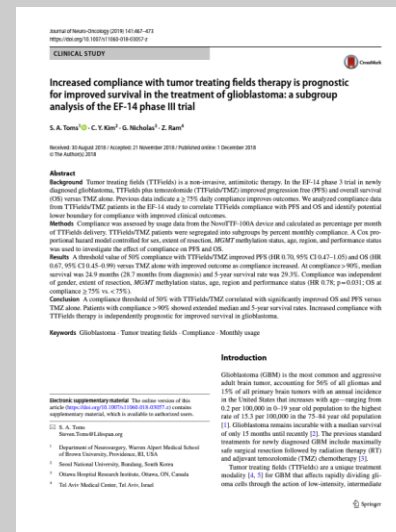 Journal of Neuro-Oncology (2019) 141:467–473
https://doi.org/10.1007/s11060-018-03057-z
CLINICAL STUDY
CrossMark
Increased compliance with tumor treating fields therapy is prognostic
for improved survival in the treatment of glioblastoma: a subgroup
analysis of the EF-14 phase III trial
S. A. Toms1 · C. Y. Kim2 · G. Nicholas3 · Z. Ram4
Received: 30 August 2018 / Accepted: 21 November 2018 / Published online: 1 December 2018
© The Author(s) 2018
Abstract
Background Tumor treating fields (TTFields) is a non-invasive, antimitotic therapy. In the EF-14 phase 3 trial in newly
diagnosed glioblastoma, TTFields plus temozolomide (TTFields/TMZ) improved progression free (PFS) and overall survival
(OS) versus TMZ alone. Previous data indicate a ≥ 75% daily compliance improves outcomes. We analyzed compliance data
from TTFields/TMZ patients in the EF-14 study to correlate TTFields compliance with PFS and OS and identify potential
lower boundary for compliance with improved clinical outcomes.
Methods Compliance was assessed by usage data from the NovoTTF-100A device and calculated as percentage per month
of TTFields delivery. TTFields/TMZ patients were segregated into subgroups by percent monthly compliance. A Cox pro-
portional hazard model controlled for sex, extent of resection, MGMT methylation status, age, region, and performance status
was used to investigate the effect of compliance on PFS and OS.
Results A threshold value of 50% compliance with TTFields/TMZ improved PFS (HR 0.70, 95% CI 0.47–1.05) and OS (HR
0.67, 95% CI 0.45–0.99) versus TMZ alone with improved outcome as compliance increased. At compliance > 90%, median
survival was 24.9 months (28.7 months from diagnosis) and 5-year survival rate was 29.3%. Compliance was independent
of gender, extent of resection, MGMT methylation status, age, region and performance status (HR 0.78; p = 0.031; OS at
compliance ≥ 75% vs. < 75%).
Conclusion A compliance threshold of 50% with TTFields/TMZ correlated with significantly improved OS and PFS versus
TMZ alone. Patients with compliance > 90% showed extended median and 5-year survival rates. Increased compliance with
TTFields therapy is independently prognostic for improved survival in glioblastoma.
Keywords Glioblastoma · Tumor treating fields · Compliance · Monthly usage
Electronic supplementary material The online version of this
article (https://doi.org/10.1007/s11060-018-03057-z) contains
supplementary material, which is available to authorized users.
S. A. Toms
Steven.Toms@Lifespan.org
1 Department of Neurosurgery, Warren Alpert Medical School
of Brown University, Providence, RI, USA
2 Seoul National University, Bundang, South Korea
3 Ottawa Hospital Research Institute, Ottawa, ON, Canada
4 Tel Aviv Medical Center, Tel Aviv, Israel
Introduction
Glioblastoma (GBM) is the most common and aggressive
adult brain tumor, accounting for 56% of all gliomas and
15% of all primary brain tumors with an annual incidence
in the United States that increases with age—ranging from
0.2 per 100,000 in 0–19 year old population to the highest
rate of 15.3 per 100,000 in the 75–84 year old population
[1]. Glioblastoma remains incurable with a median survival
of only 15 months until recently [2]. The previous standard
treatments for newly diagnosed GBM include maximally
safe surgical resection followed by radiation therapy (RT)
and adjuvant temozolomide (TMZ) chemotherapy [3].
Tumor treating fields (TTFields) are a unique treatment
modality [4, 5] for GBM that affects rapidly dividing gli-
oma cells through the action of low-intensity, intermediate
Springer